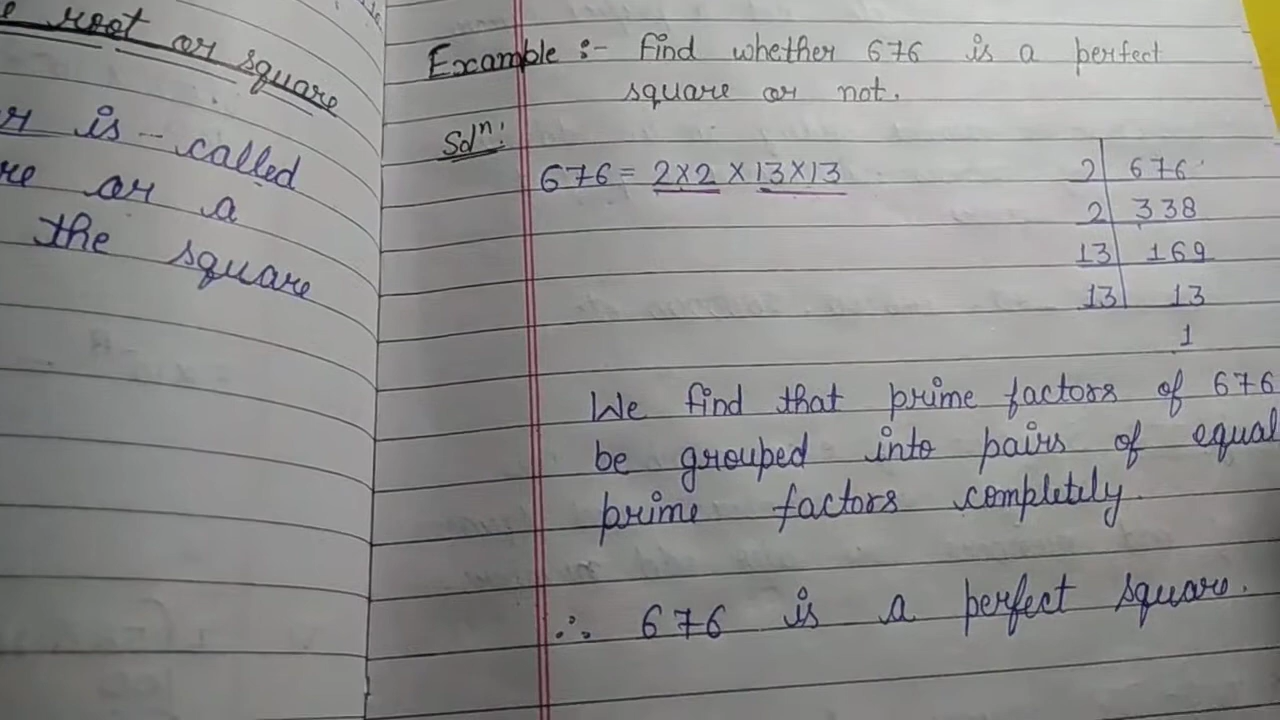 root or square
is - called
or a
the square
Example :- Find whether 676 is a perfect
square or not.
Solⁿ:
676 = 2×2 × 13×13
2 | 676
2 | 338
13 | 169
13 | 13
1
We find that prime factors of 676
be grouped into pairs of equal
prime factors completely.
∴ 676 is a perfect square.